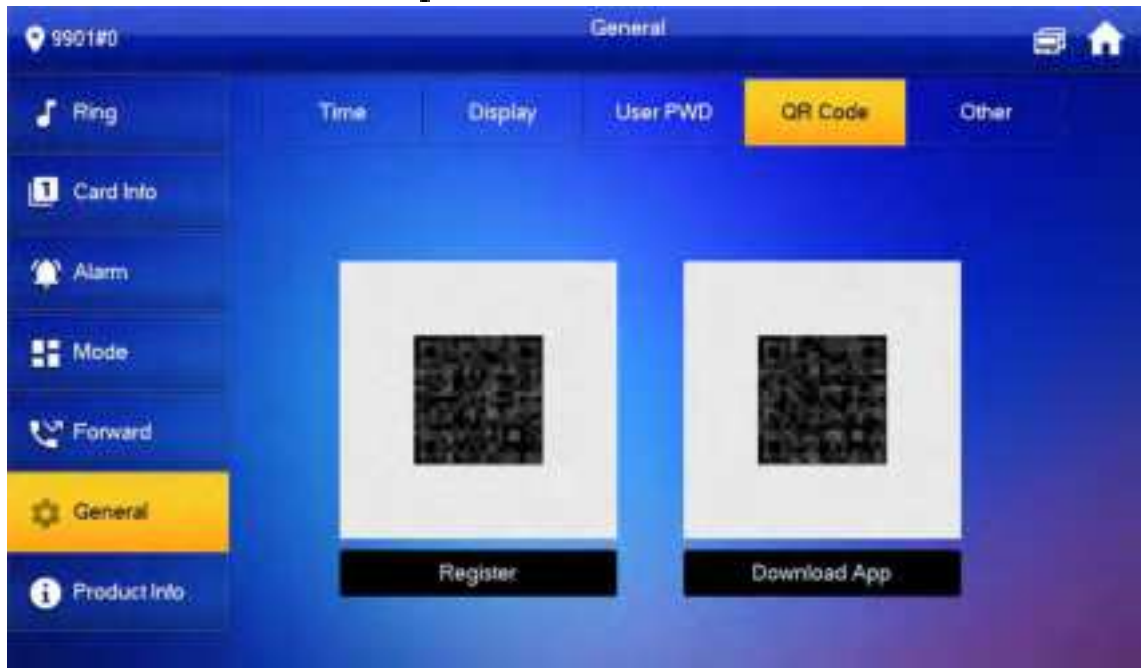 9901#0
General
Ring
Time
Display
User PWD
QR Code
Other
Card Info
Alarm
Mode
Forward
General
Product Info
Register
Download App